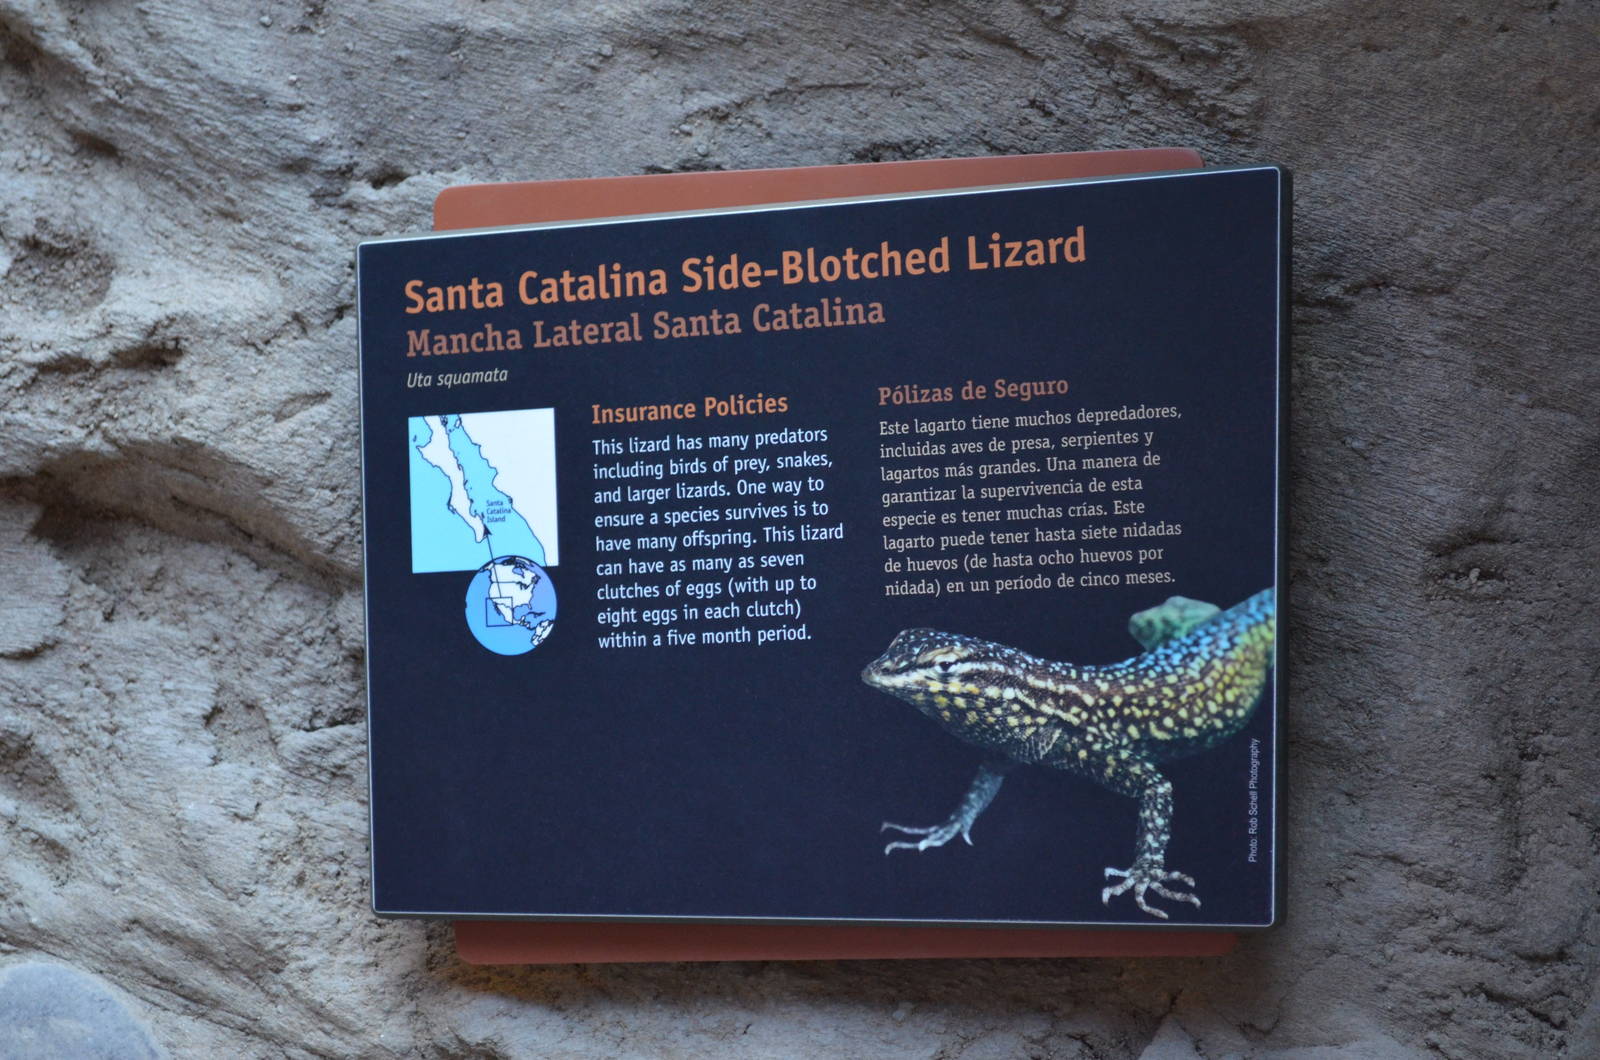 Santa Catalina Side-Blotched Lizard
Mancha Lateral Santa Catalina
Uta squamata
Santa
Catalina
Island
Insurance Policies
This lizard has many predators
including birds of prey, snakes,
and larger lizards. One way to
ensure a species survives is to
have many offspring. This lizard
can have as many as seven
clutches of eggs (with up to
eight eggs in each clutch)
within a five month period.
Pólizas de Seguro
Este lagarto tiene muchos depredadores,
incluidas aves de presa, serpientes y
lagartos más grandes. Una manera de
garantizar la supervivencia de esta
especie es tener muchas crías. Este
lagarto puede tener hasta siete nidadas
de huevos (de hasta ocho huevos por
nidada) en un período de cinco meses.
Photo: Rob Schell Photography